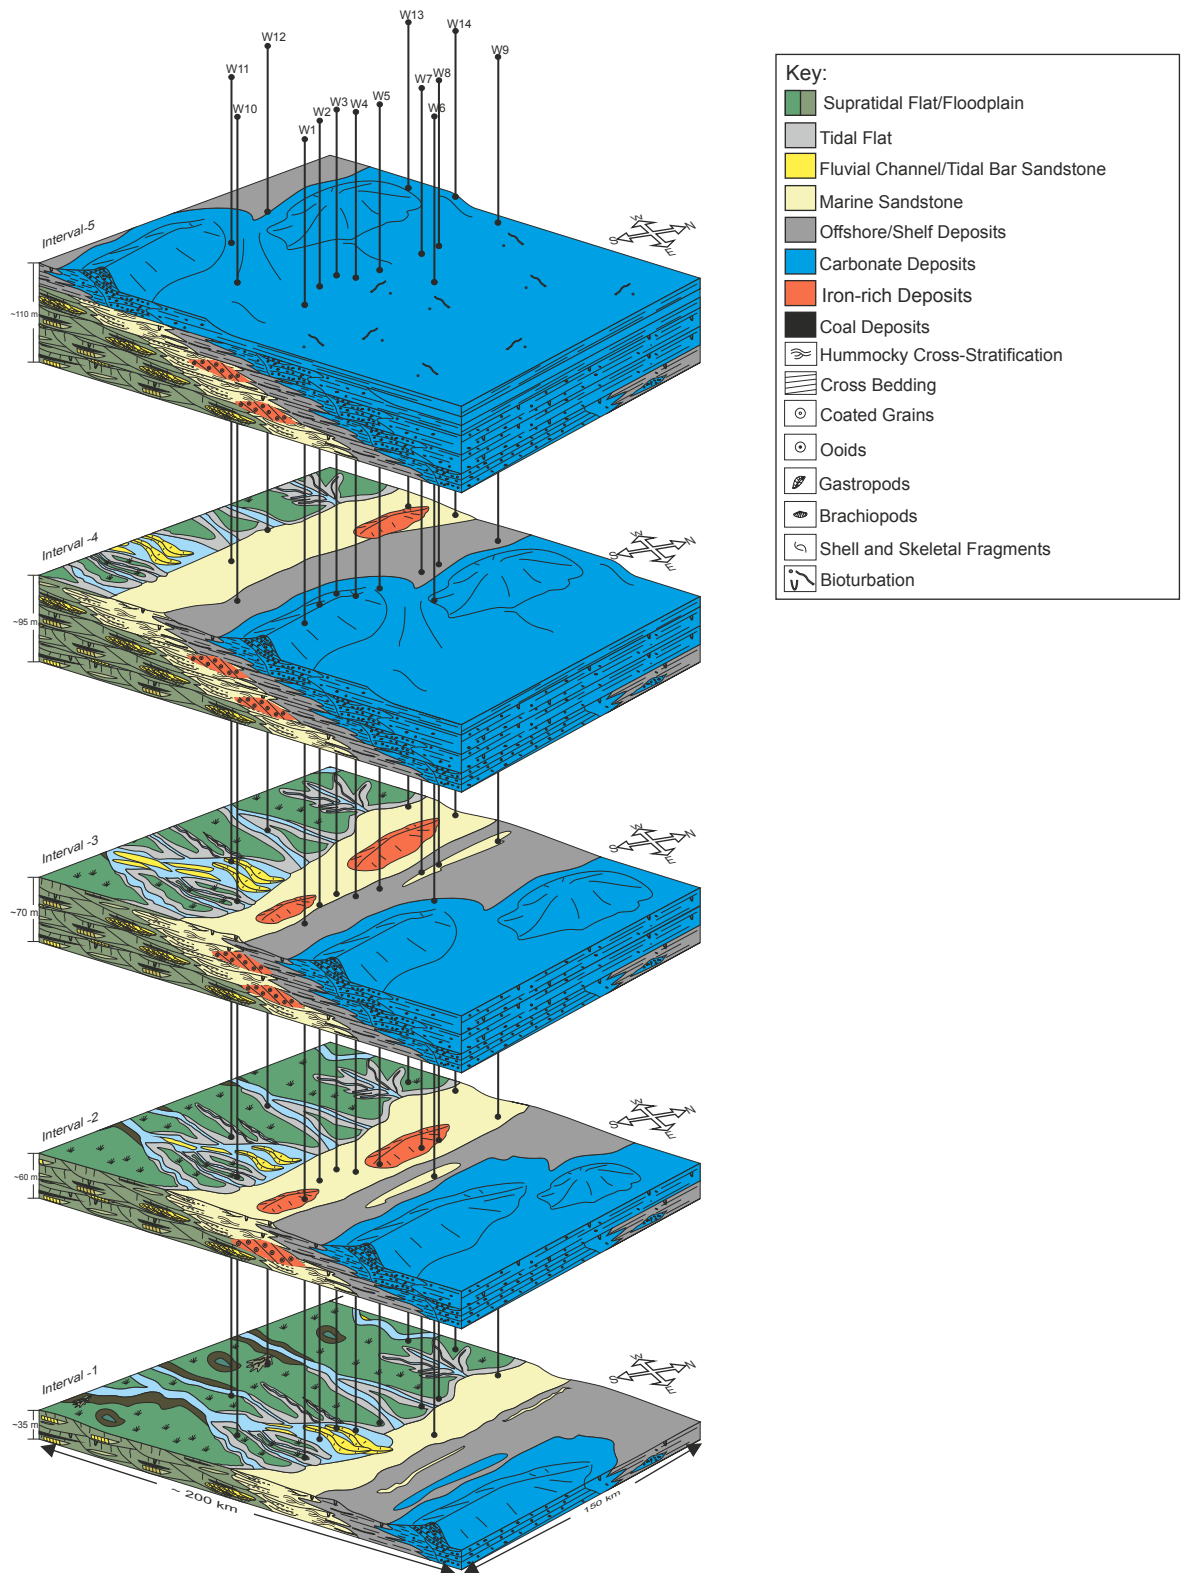 W13
W14
W12
W9
W11
W8
W7
W5
W3
W4
W10
W2
W6
W1
Interval-5
W
N
S
E
~110 m
Interval -4
W
N
S
E
~95 m
Interval -3
W
N
S
E
~70 m
Interval -2
W
N
S
E
~60 m
Interval -1
W
N
S
E
~35 m
~ 200 km
150 km
Key:
Supratidal Flat/Floodplain
Tidal Flat
Fluvial Channel/Tidal Bar Sandstone
Marine Sandstone
Offshore/Shelf Deposits
Carbonate Deposits
Iron-rich Deposits
Coal Deposits
Hummocky Cross-Stratification
Cross Bedding
Coated Grains
Ooids
Gastropods
Brachiopods
Shell and Skeletal Fragments
Bioturbation